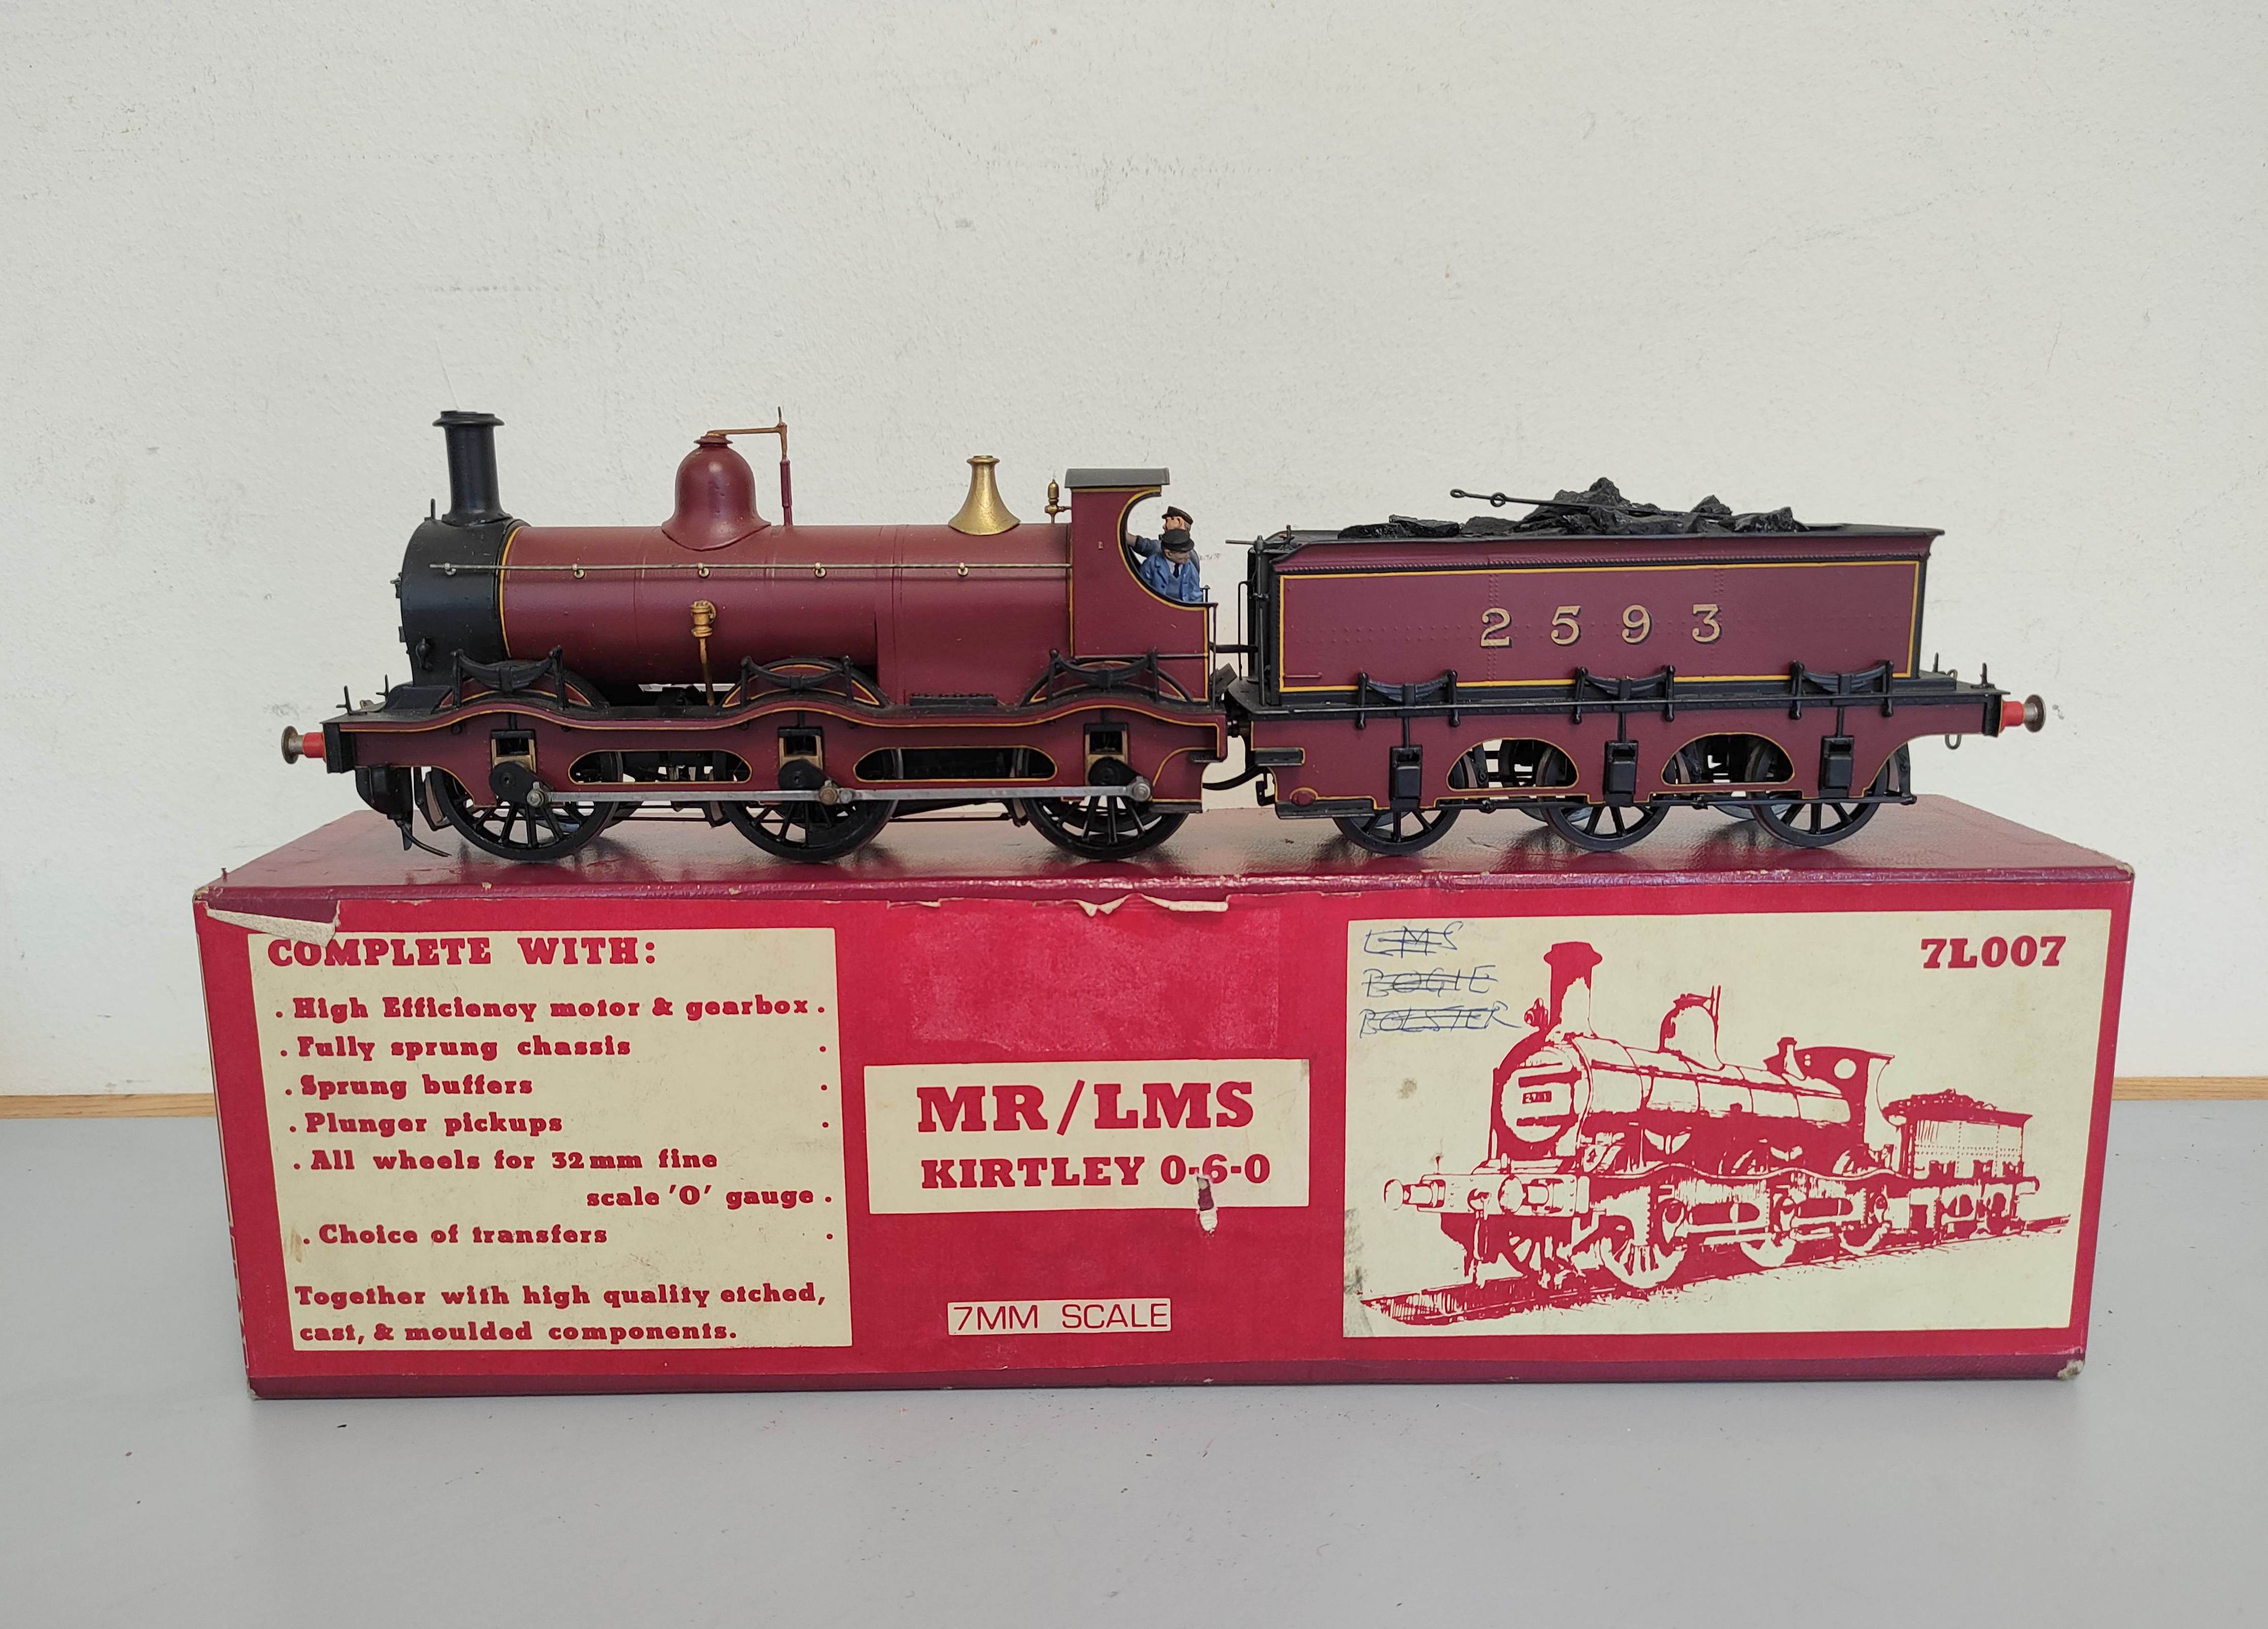 2593
COMPLETE WITH:
. High Efficiency motor & gearbox .
. Fully sprung chassis .
. Sprung buffers .
. Plunger pickups .
. All wheels for 32mm fine
scale 'O' gauge .
. Choice of transfers .
Together with high quality etched,
cast, & moulded components.
MR/LMS
KIRTLEY 0-6-0
7MM SCALE
LMS
BOGIE
BOLSTER
7L007